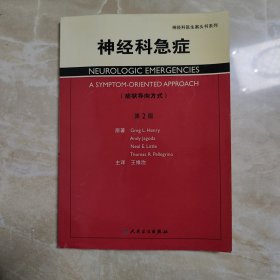 神经科医生案头书系列
神经科急症
NEUROLOGIC EMERGENCIES
A SYMPTOM-ORIENTED APPROACH
（症状导向方式）
第2版
原著 Greg L. Henry
Andy Jagoda
Neal E. Little
Thomas R. Pellegrino
主译 王维治
人民卫生出版社